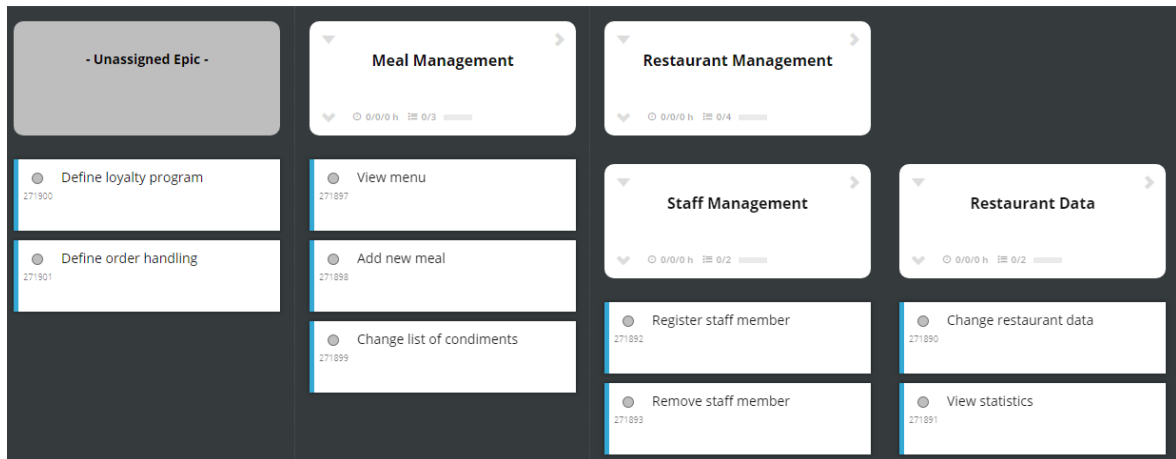 - Unassigned Epic -
Meal Management
0/0/0 h 0/3
Restaurant Management
0/0/0 h 0/4
Define loyalty program
271900
Define order handling
271901
View menu
271897
Add new meal
271898
Change list of condiments
271899
Staff Management
0/0/0 h 0/2
Register staff member
271892
Remove staff member
271893
Restaurant Data
0/0/0 h 0/2
Change restaurant data
271890
View statistics
271891